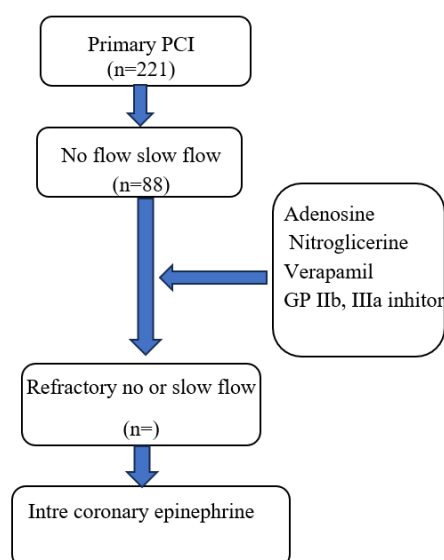 Primary PCI
(n=221)
No flow slow flow
(n=88)
Adenosine
Nitroglicerine
Verapamil
GP IIb, IIIa inhitor
Refractory no or slow flow
(n=)
Intre coronary epinephrine